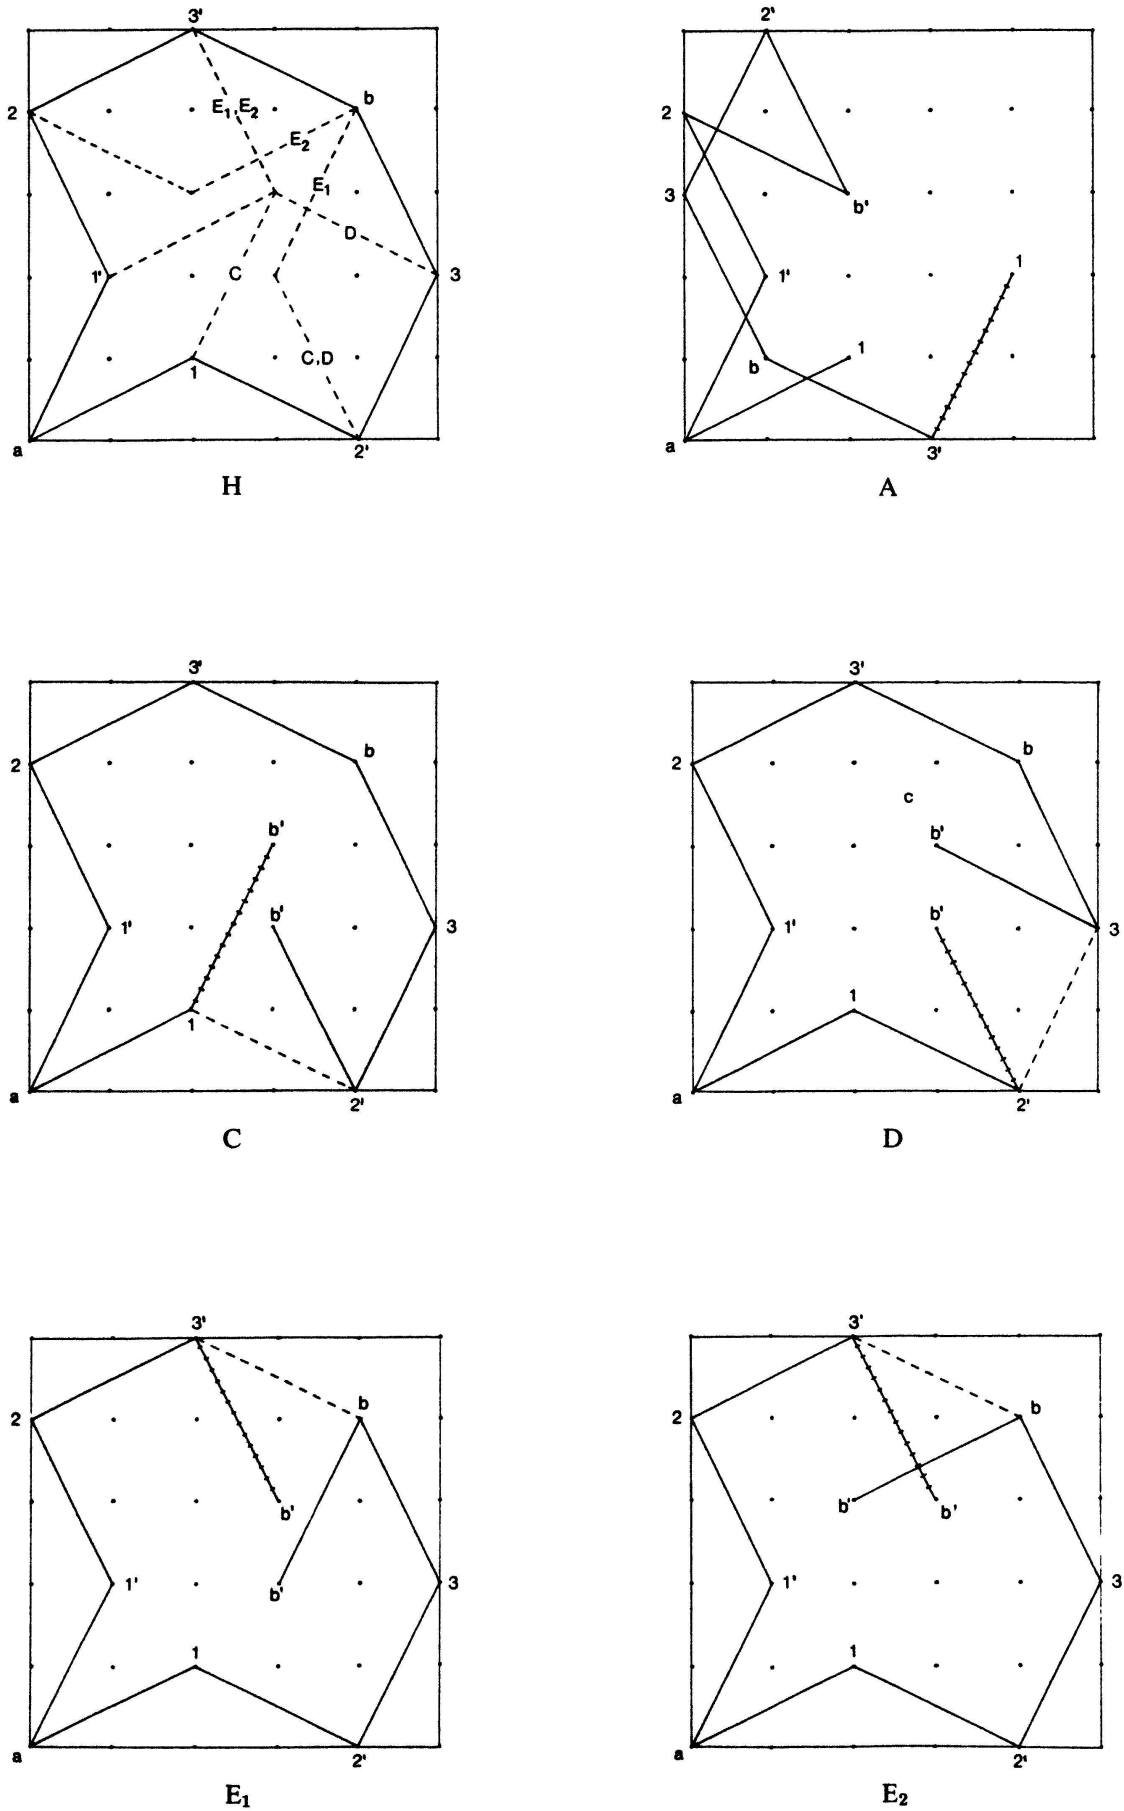 3' 2'
2 E₁,E₂ b 2
E₂
E₁ 3 b'
D
1' C 3 1' 1
C,D b 1
1
a 2' a 3'
H A
3' 3'
2 b 2 b
c
b' b'
1' b' 3 1' b' 3
1 1
a 2' a 2'
C D
3' 3'
2 b 2 b
b' b' b'
1' b' 3 1' 3
1 1
a 2' a 2'
E₁ E₂